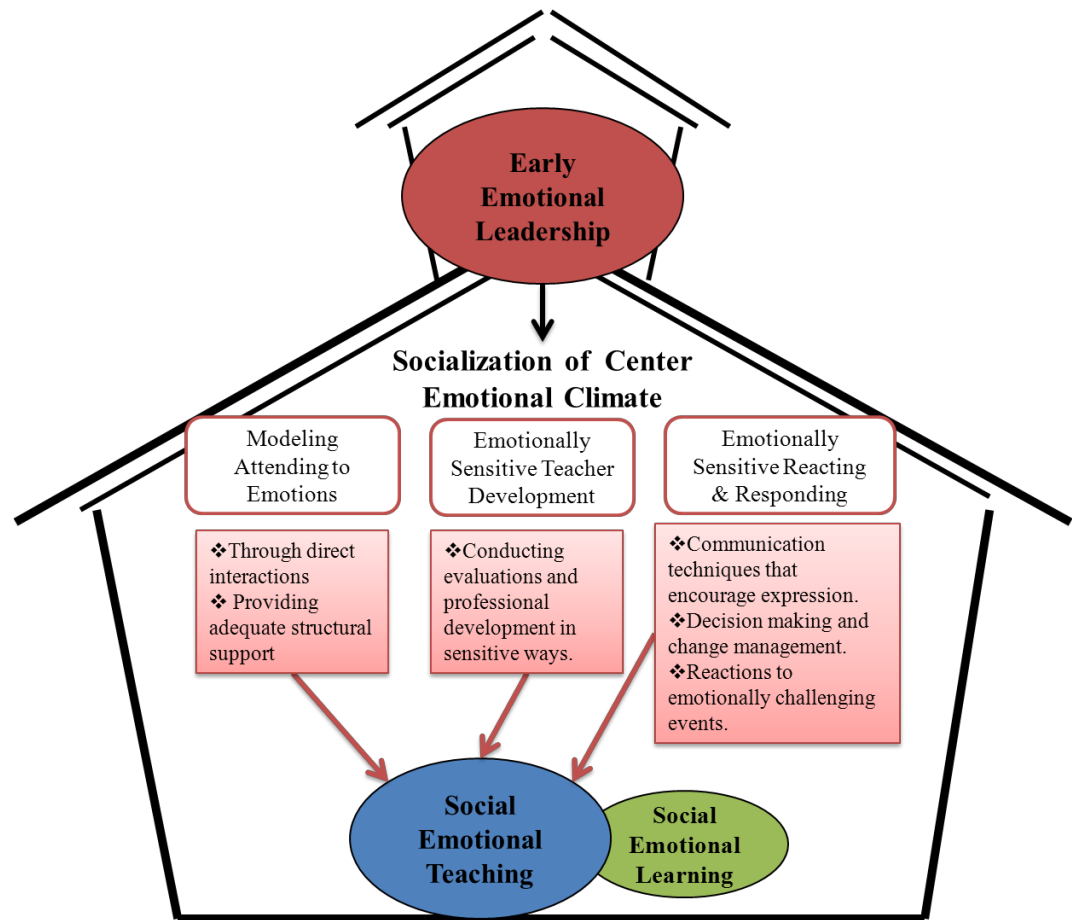 Early
Emotional
Leadership
Socialization of Center
Emotional Climate
Modeling
Attending to
Emotions
❖Through direct
interactions
❖ Providing
adequate structural
support
Emotionally
Sensitive Teacher
Development
❖Conducting
evaluations and
professional
development in
sensitive ways.
Emotionally
Sensitive Reacting
& Responding
❖Communication
techniques that
encourage expression.
❖Decision making and
change management.
❖Reactions to
emotionally challenging
events.
Social
Emotional
Teaching
Social
Emotional
Learning